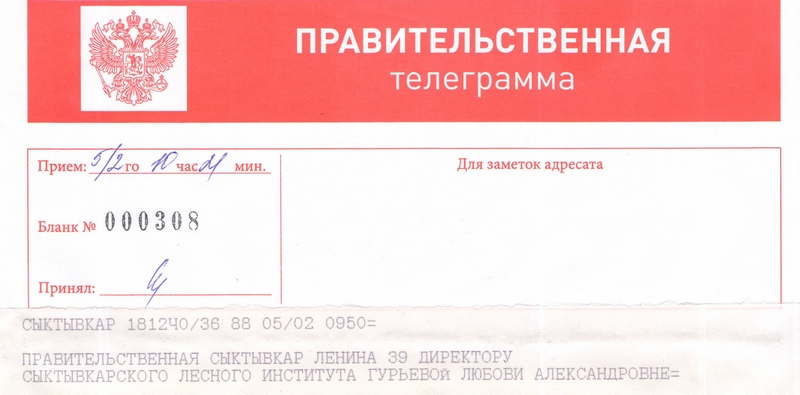 ПРАВИТЕЛЬСТВЕННАЯ
телеграмма
Прием: 5/2 го 10 час 21 мин.
Для заметок адресата
Бланк № 000308
Принял:
СЫКТЫВКАР 1812ЧО/36 88 05/02 0950=
ПРАВИТЕЛЬСТВЕННАЯ СЫКТЫВКАР ЛЕНИНА 39 ДИРЕКТОРУ
СЫКТЫВКАРСКОГО ЛЕСНОГО ИНСТИТУТА ГУРЬЕВОЙ ЛЮБОВИ АЛЕКСАНДРОВНЕ=